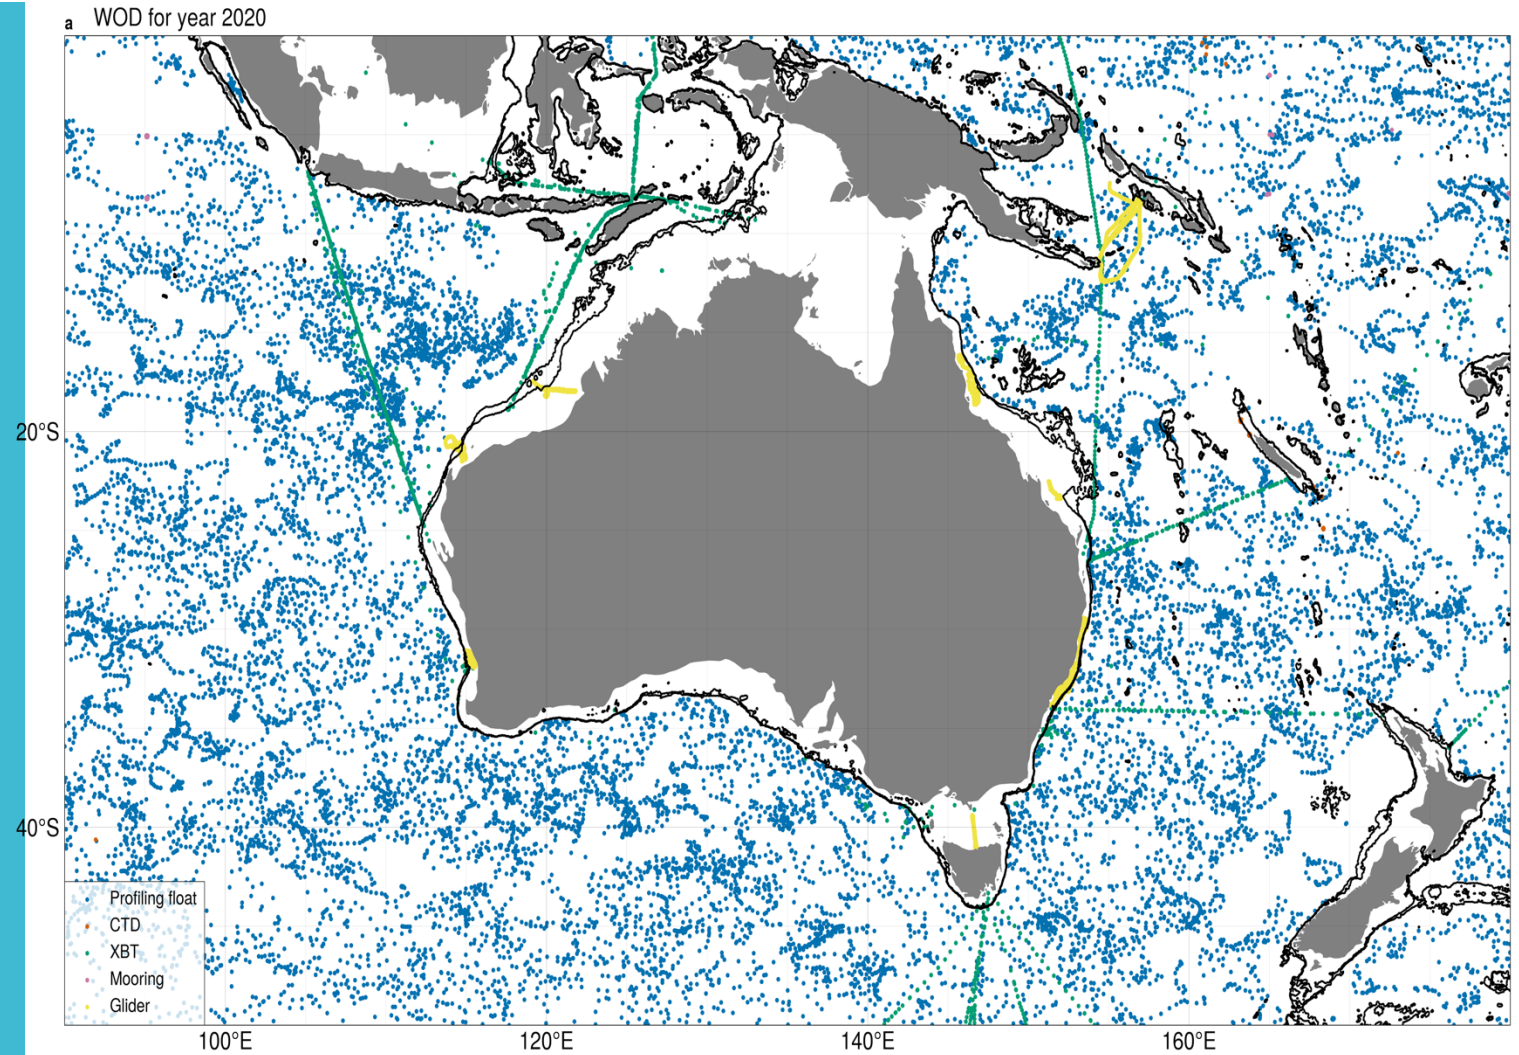 a WOD for year 2020
20°S
40°S
Profiling float
CTD
XBT
Mooring
Glider
100°E 120°E 140°E 160°E